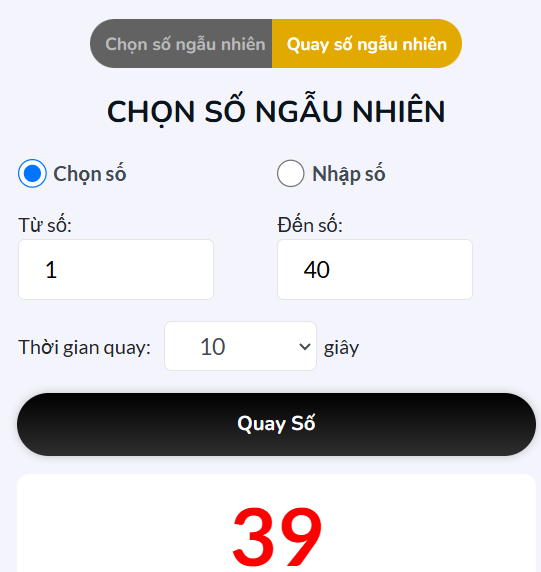 Chọn số ngẫu nhiên Quay số ngẫu nhiên
CHỌN SỐ NGẪU NHIÊN
Chọn số Nhập số
Từ số: Đến số:
1 40
Thời gian quay: 10 giây
Quay Số
39